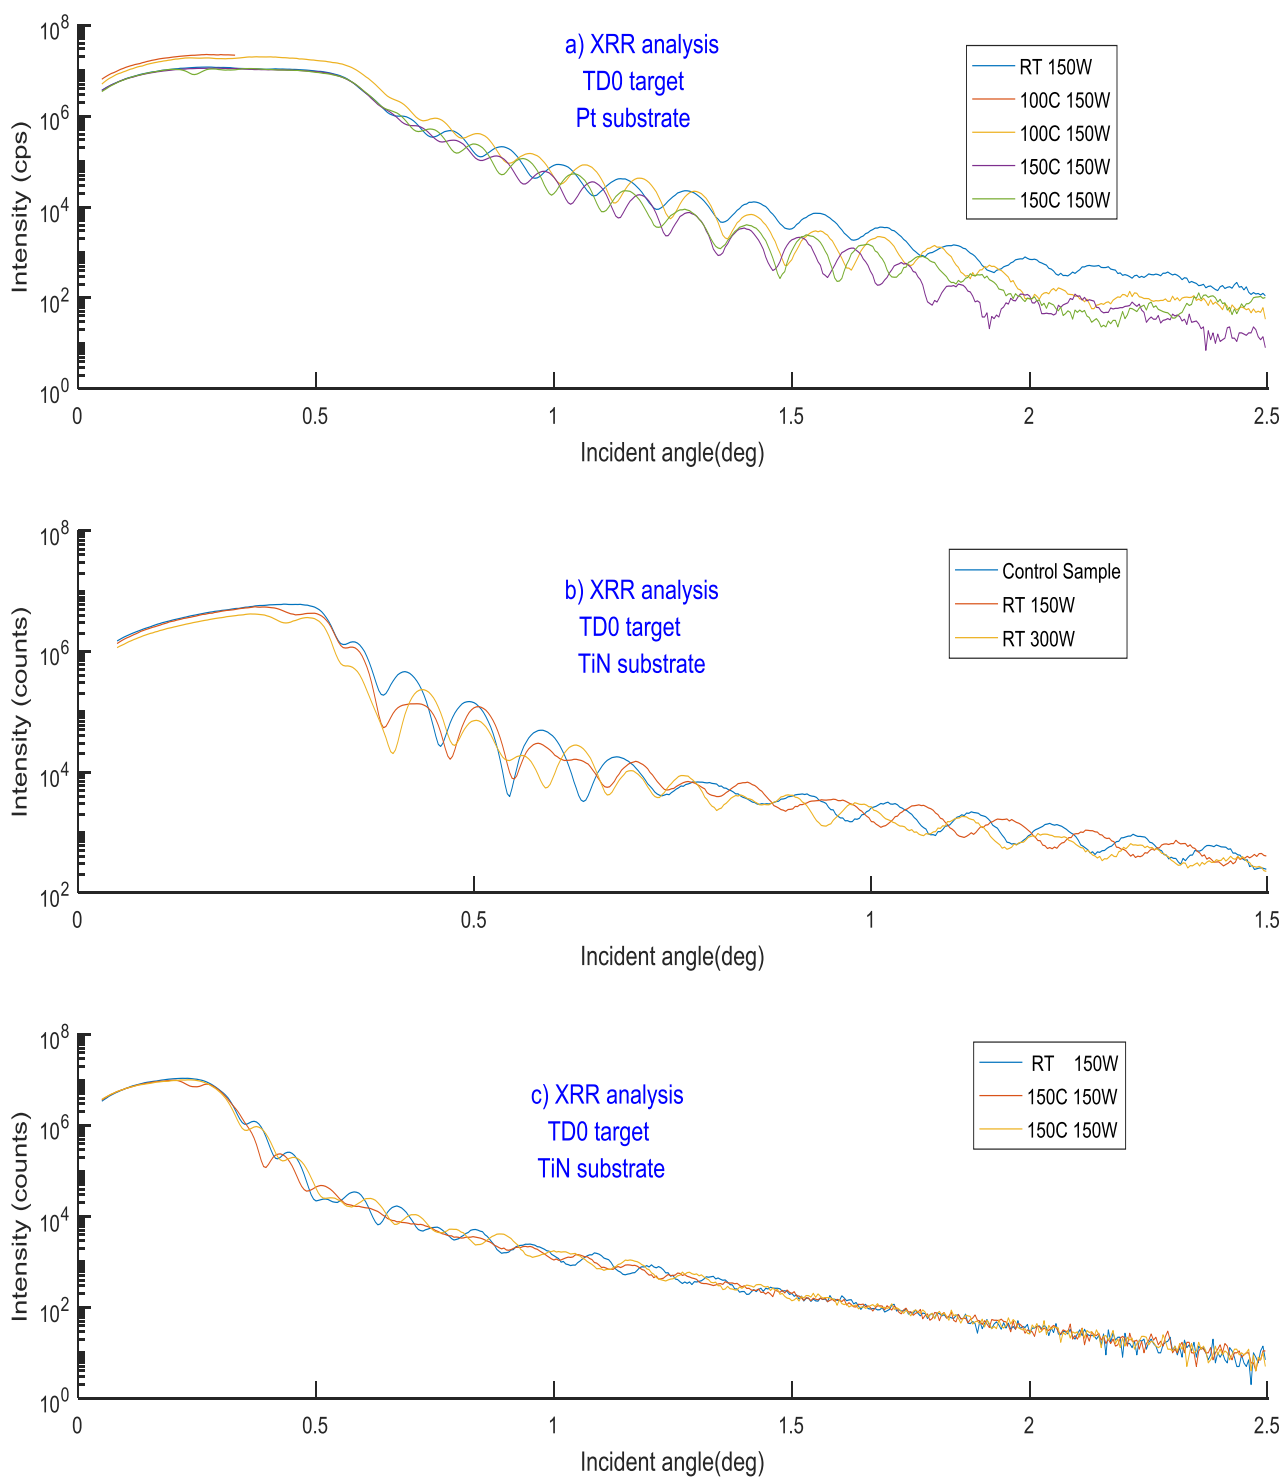 a) XRR analysis
TD0 target
Pt substrate
RT 150W
100C 150W
100C 150W
150C 150W
150C 150W
Intensity (cps)
10^8
10^6
10^4
10^2
10^0
0 0.5 1 1.5 2 2.5
Incident angle(deg)
b) XRR analysis
TD0 target
TiN substrate
Control Sample
RT 150W
RT 300W
Intensity (counts)
10^8
10^6
10^4
10^2
0 0.5 1 1.5
Incident angle(deg)
c) XRR analysis
TD0 target
TiN substrate
RT 150W
150C 150W
150C 150W
Intensity (counts)
10^8
10^6
10^4
10^2
10^0
0 0.5 1 1.5 2 2.5
Incident angle(deg)